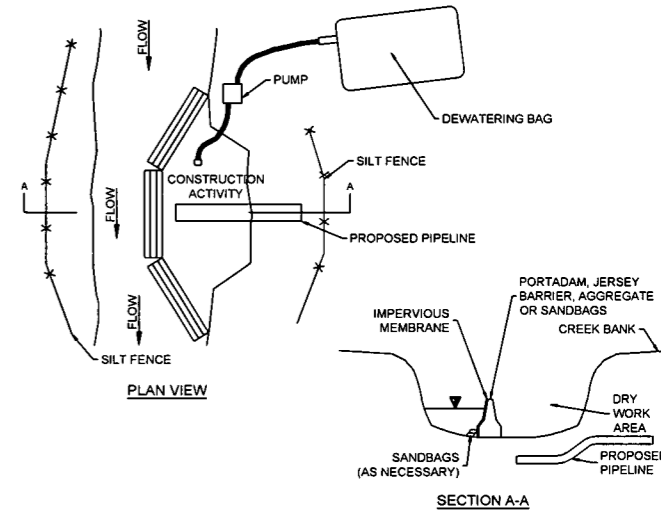 FLOW
PUMP
DEWATERING BAG
SILT FENCE
CONSTRUCTION
ACTIVITY
A
A
FLOW
PROPOSED PIPELINE
FLOW
SILT FENCE
PLAN VIEW
PORTADAM, JERSEY
BARRIER, AGGREGATE
OR SANDBAGS
IMPERVIOUS
MEMBRANE
CREEK BANK
DRY
WORK
AREA
SANDBAGS
(AS NECESSARY)
PROPOSED
PIPELINE
SECTION A-A